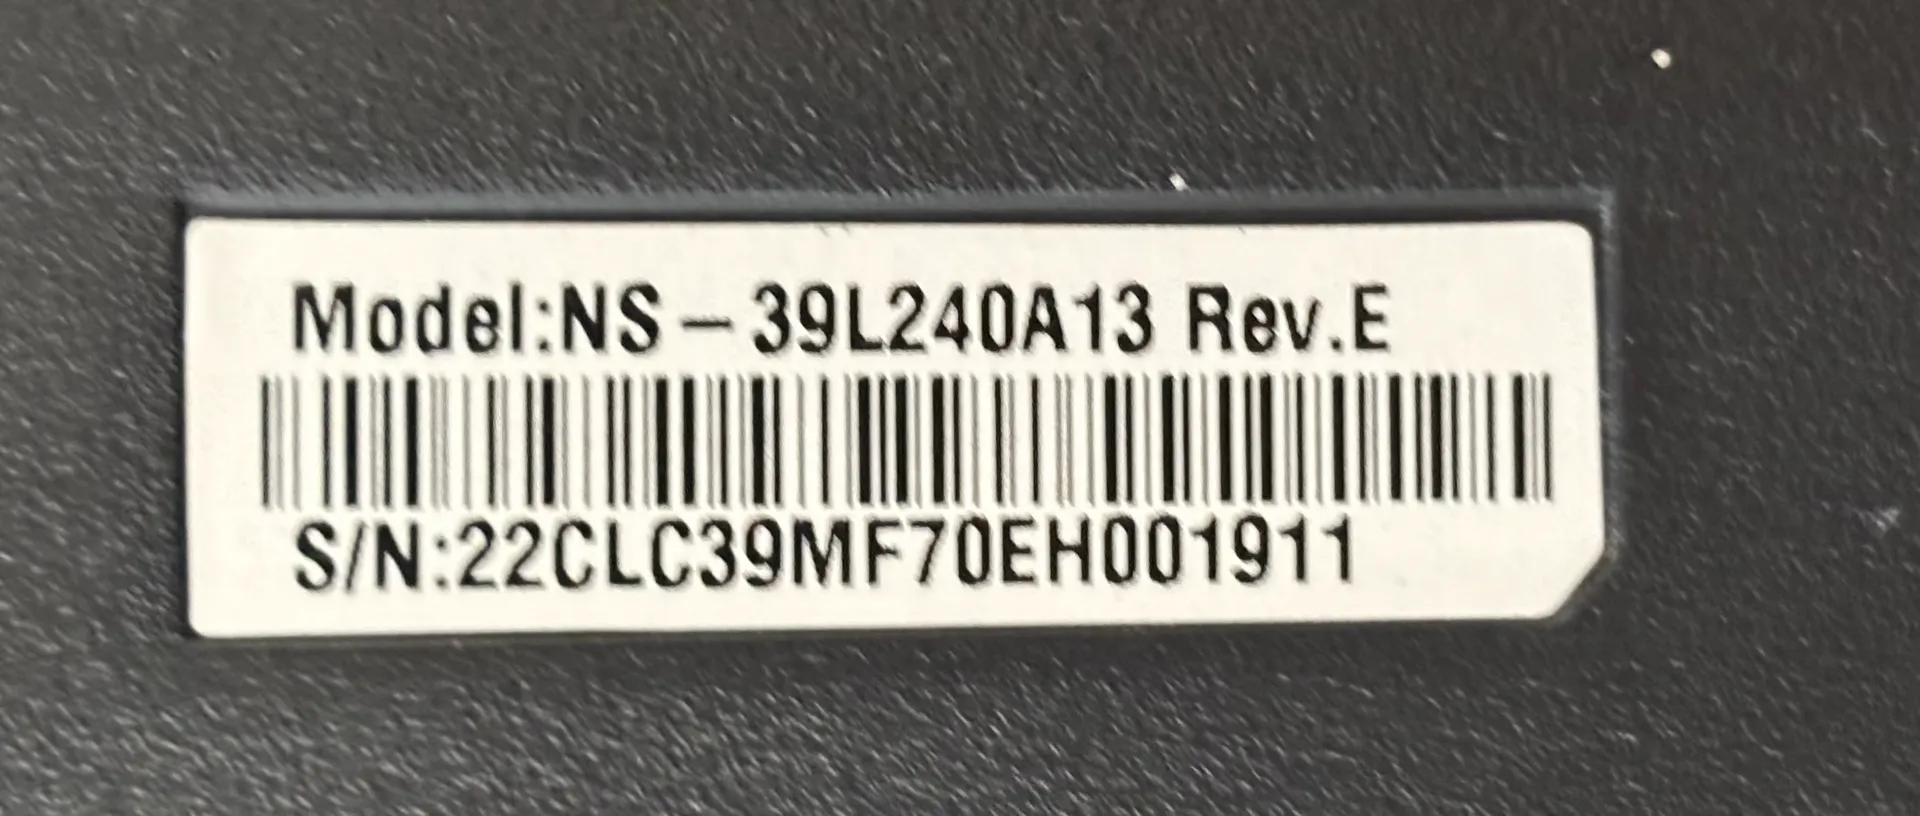 Model:NS-39L240A13 Rev.E
S/N:22CLC39MF70EH001911